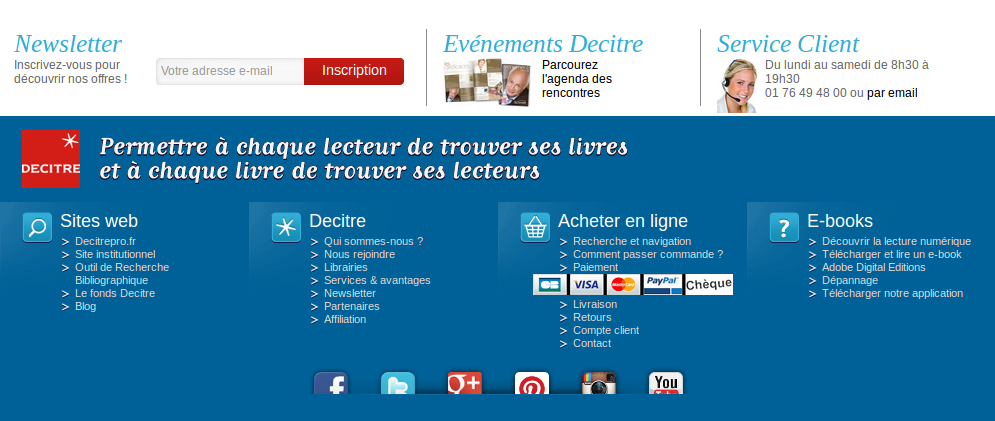 Newsletter
Inscrivez-vous pour
découvrir nos offres !
Votre adresse e-mail
Inscription
Evénements Decitre
Parcourez
l'agenda des
rencontres
Service Client
Du lundi au samedi de 8h30 à
19h30
01 76 49 48 00 ou par email
DECITRE
Permettre à chaque lecteur de trouver ses livres
et à chaque livre de trouver ses lecteurs
Sites web
Decitrepro.fr
Site institutionnel
Outil de Recherche
Bibliographique
Le fonds Decitre
Blog
Decitre
Qui sommes-nous ?
Nous rejoindre
Librairies
Services & avantages
Newsletter
Partenaires
Affiliation
Acheter en ligne
Recherche et navigation
Comment passer commande ?
Paiement
CB VISA MasterCard PayPal Chèque
Livraison
Retours
Compte client
Contact
E-books
Découvrir la lecture numérique
Télécharger et lire un e-book
Adobe Digital Editions
Dépannage
Télécharger notre application
You